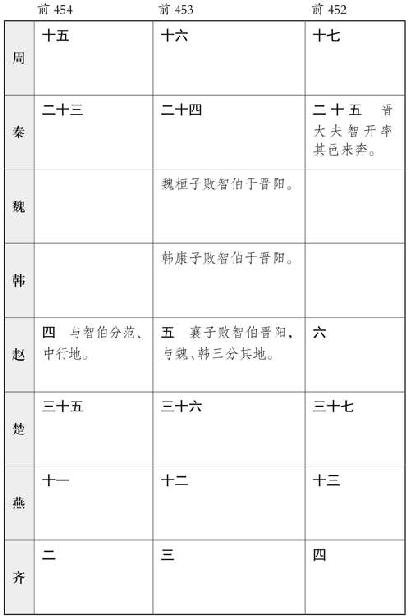 前 454 前 453 前 452
周 十五 十六 十七
秦 二十三 二十四 二十五 晋
大夫智开率
其邑来奔。
魏 魏桓子败智伯于晋阳。
韩 韩康子败智伯于晋阳。
赵 四 与智伯分范、 五 襄子败智伯晋阳， 六
中行地。 与魏、韩三分其地。
楚 三十五 三十六 三十七
燕 十一 十二 十三
齐 二 三 四